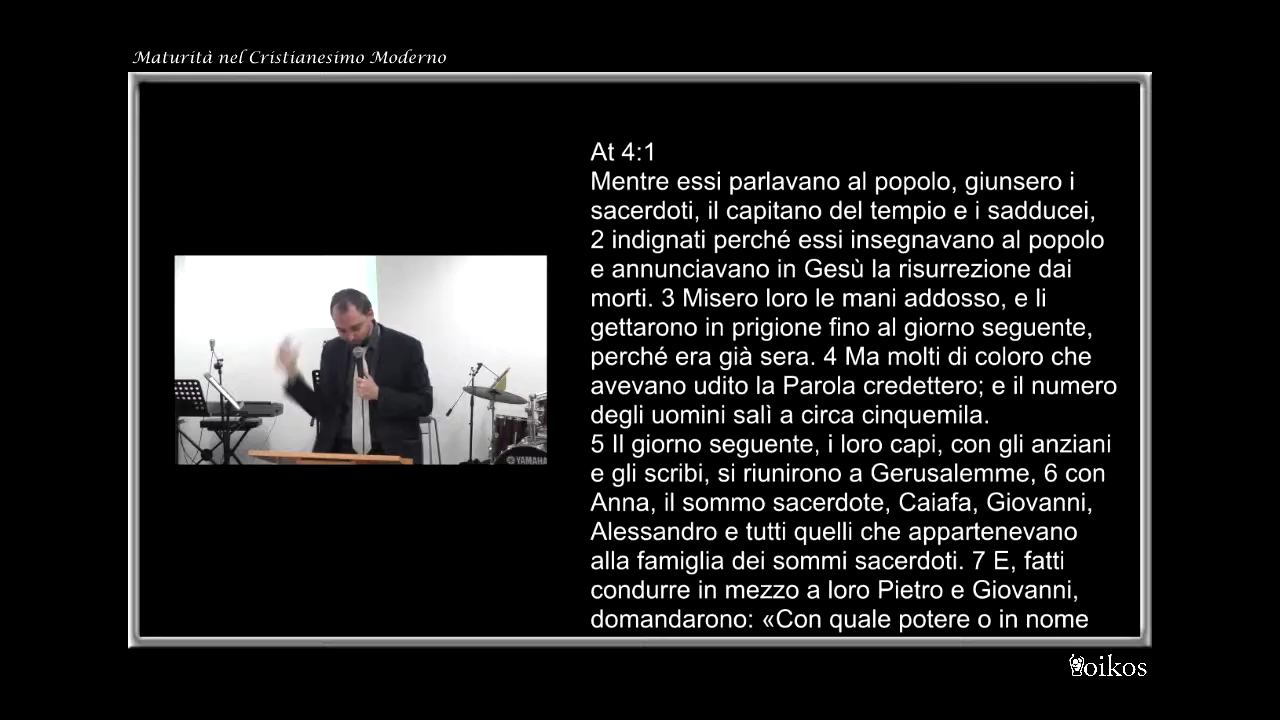 Maturità nel Cristianesimo Moderno
At 4:1
Mentre essi parlavano al popolo, giunsero i
sacerdoti, il capitano del tempio e i sadducei,
2 indignati perché essi insegnavano al popolo
e annunciavano in Gesù la risurrezione dai
morti. 3 Misero loro le mani addosso, e li
gettarono in prigione fino al giorno seguente,
perché era già sera. 4 Ma molti di coloro che
avevano udito la Parola credettero; e il numero
degli uomini salì a circa cinquemila.
5 Il giorno seguente, i loro capi, con gli anziani
e gli scribi, si riunirono a Gerusalemme, 6 con
Anna, il sommo sacerdote, Caiafa, Giovanni,
Alessandro e tutti quelli che appartenevano
alla famiglia dei sommi sacerdoti. 7 E, fatti
condurre in mezzo a loro Pietro e Giovanni,
domandarono: «Con quale potere o in nome
YAMAHA
oikos